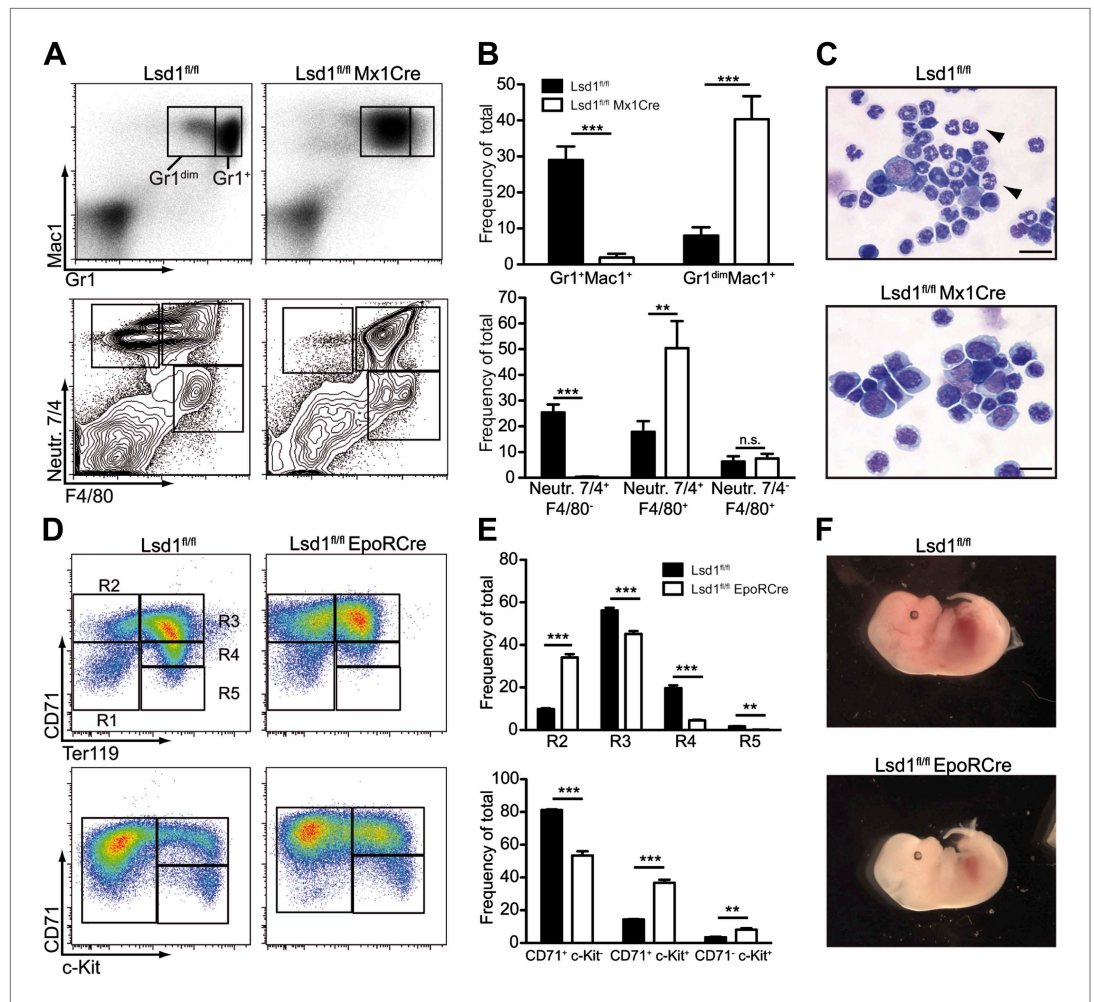 A
Lsd1fl/fl
Lsd1fl/fl Mx1Cre
Mac1
Gr1dim
Gr1+
Gr1
Neutr. 7/4
F4/80
B
Freqeuncy of total
50
40
30
20
10
0
Lsd1fl/fl
Lsd1fl/fl Mx1Cre
***
***
Gr1+Mac1+
Gr1dimMac1+
Frequency of total
70
60
50
40
30
20
10
0
***
**
n.s.
Neutr. 7/4+ Neutr. 7/4+ Neutr. 7/4-
F4/80- F4/80+ F4/80+
C
Lsd1fl/fl
Lsd1fl/fl Mx1Cre
D
Lsd1fl/fl
Lsd1fl/fl EpoRCre
R2
R3
R4
R5
R1
CD71
Ter119
CD71
c-Kit
E
Frequency of total
80
60
40
20
0
Lsd1fl/fl
Lsd1fl/fl EpoRCre
***
***
***
**
R2 R3 R4 R5
Frequency of total
100
80
60
40
20
0
***
***
**
CD71+ c-Kit- CD71+ c-Kit+ CD71- c-Kit+
F
Lsd1fl/fl
Lsd1fl/fl EpoRCre